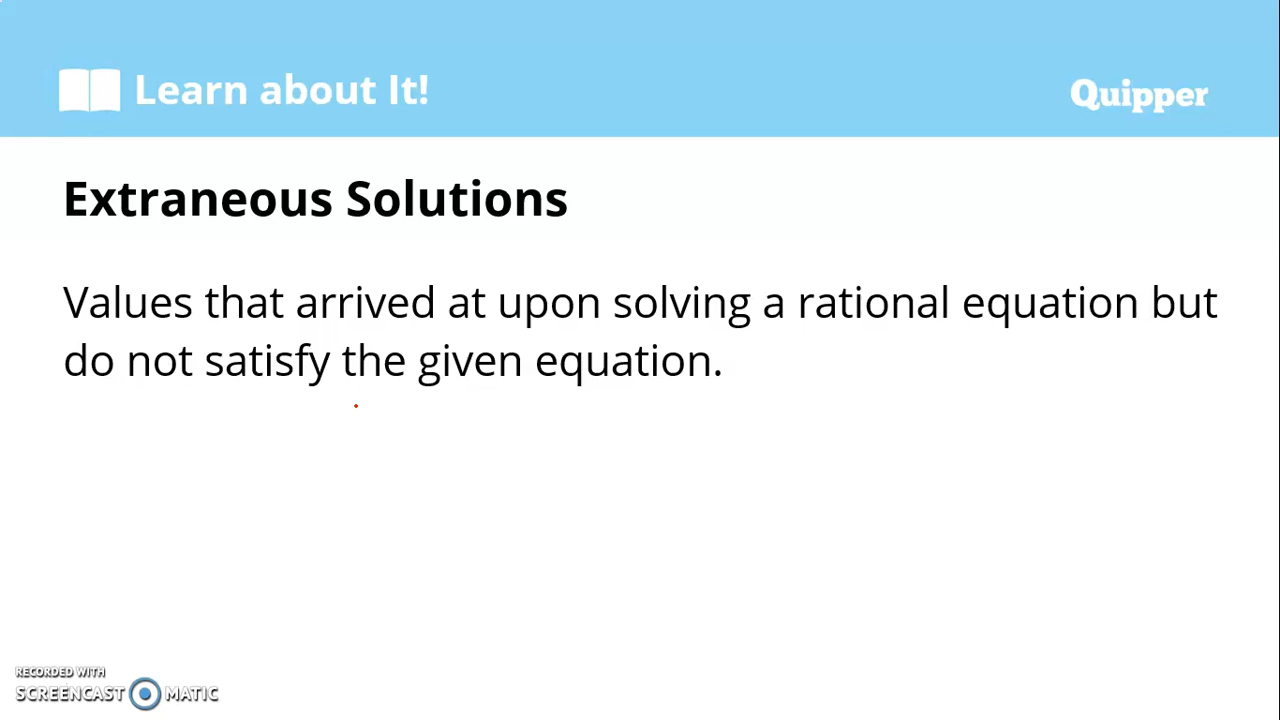 Learn about It!
Quipper
Extraneous Solutions
Values that arrived at upon solving a rational equation but
do not satisfy the given equation.
RECORDED WITH
SCREENCAST MATIC